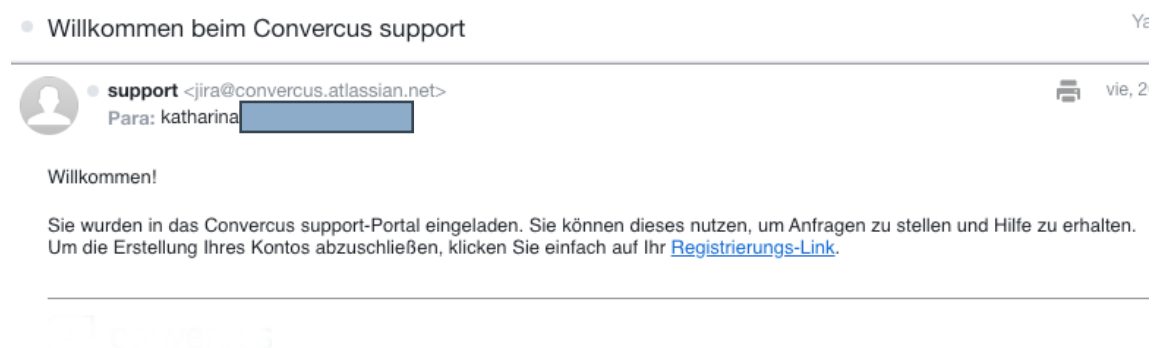 Willkommen beim Convercus support
Ya
support <jira@convercus.atlassian.net>
vie, 2
Para: katharina
Willkommen!
Sie wurden in das Convercus support-Portal eingeladen. Sie können dieses nutzen, um Anfragen zu stellen und Hilfe zu erhalten.
Um die Erstellung Ihres Kontos abzuschließen, klicken Sie einfach auf Ihr Registrierungs-Link.